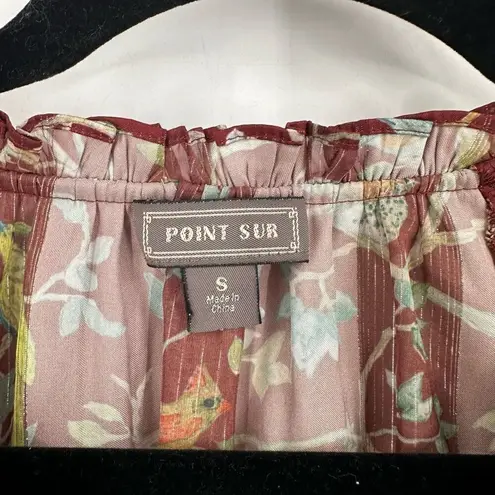 POINT SUR
S
Made in
China